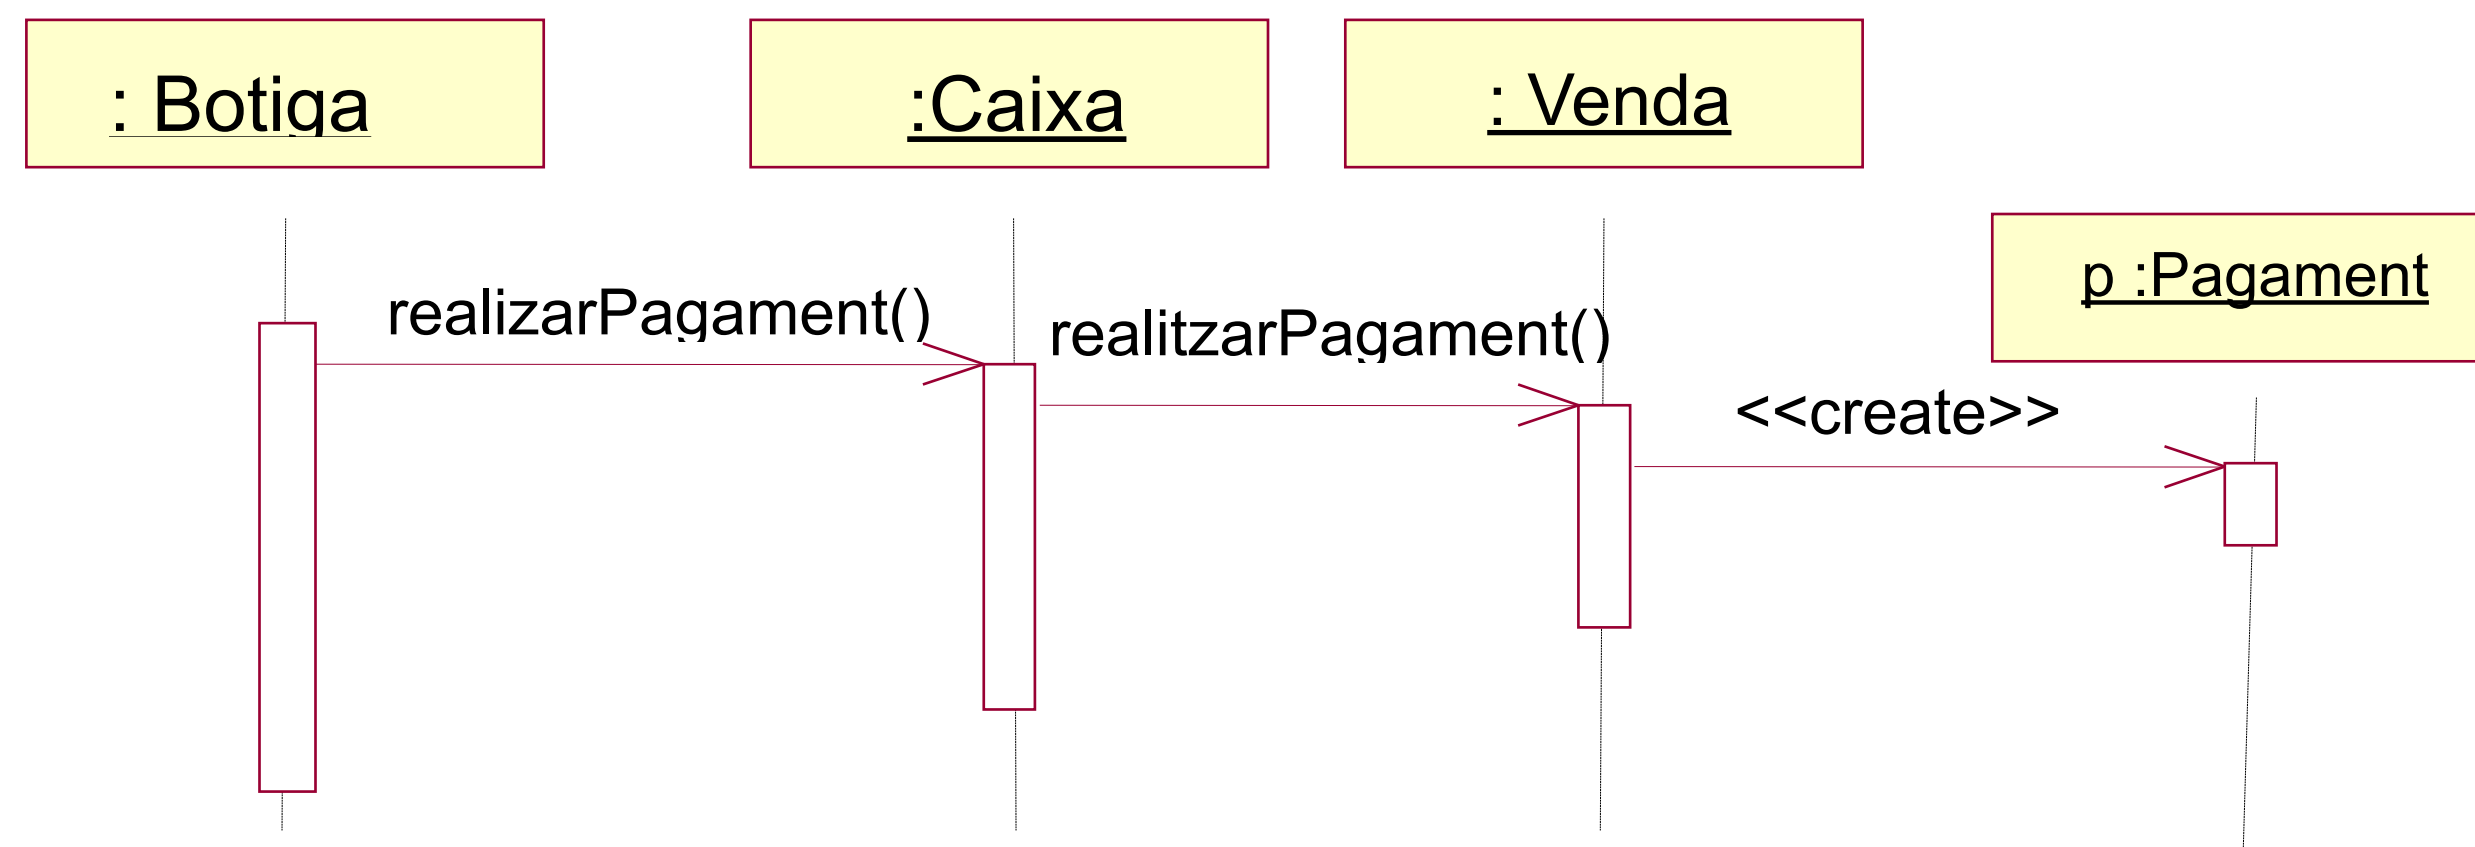 : Botiga
:Caixa
: Venda
p :Pagament
realizarPagament()
realitzarPagament()
<<create>>